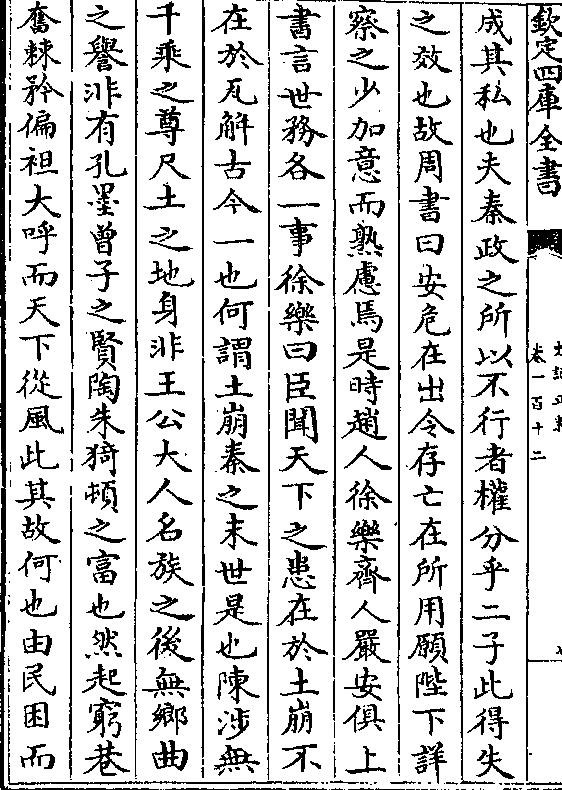 欽定四庫全書
史記正義
卷一百十二
成其私也夫秦政之所以不行者權分乎二子此得失
之效也故周書曰安危在出令存亡在所用願陛下詳
察之少加意而熟慮焉是時趙人徐樂齊人嚴安俱上
書言世務各一事徐樂曰臣聞天下之患在於土崩不
在於瓦解古今一也何謂土崩秦之末世是也陳涉無
千乘之尊尺土之地身非王公大人名族之後無鄉曲
之譽非有孔墨曾子之賢陶朱猗頓之富也然起窮巷
奮棘矜偏袒大呼而天下從風此其故何也由民困而